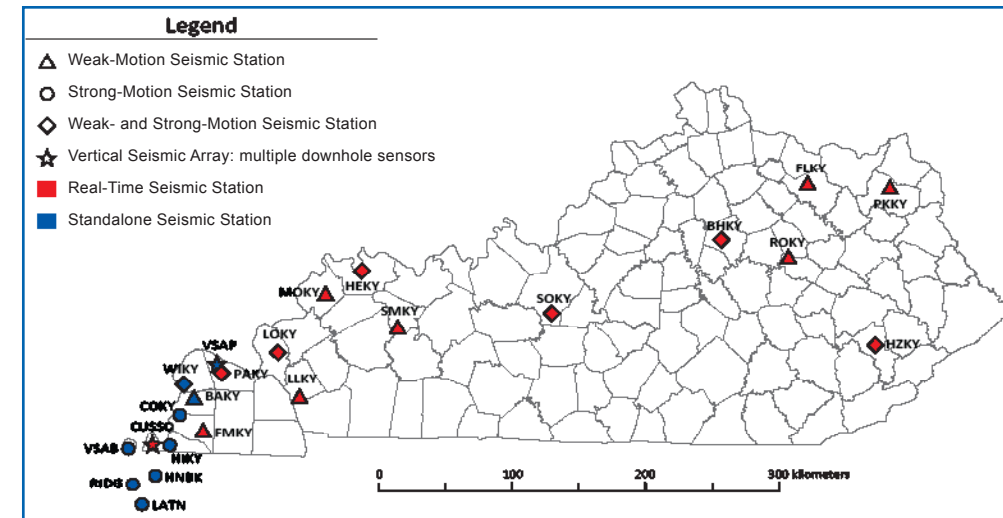 Legend
Weak-Motion Seismic Station
Strong-Motion Seismic Station
Weak- and Strong-Motion Seismic Station
Vertical Seismic Array: multiple downhole sensors
Real-Time Seismic Station
Standalone Seismic Station
FLKY
PKKY
BHKY
ROKY
HEKY
MOKY
SOKY
SMKY
LOKY
HZKY
VSAP
WIKY
PAKY
LLKY
BAKY
COKY
CUSSO
FMKY
VSAB
HIKY
HNBK
RIDG
LATN
0 100 200 300 kilometers